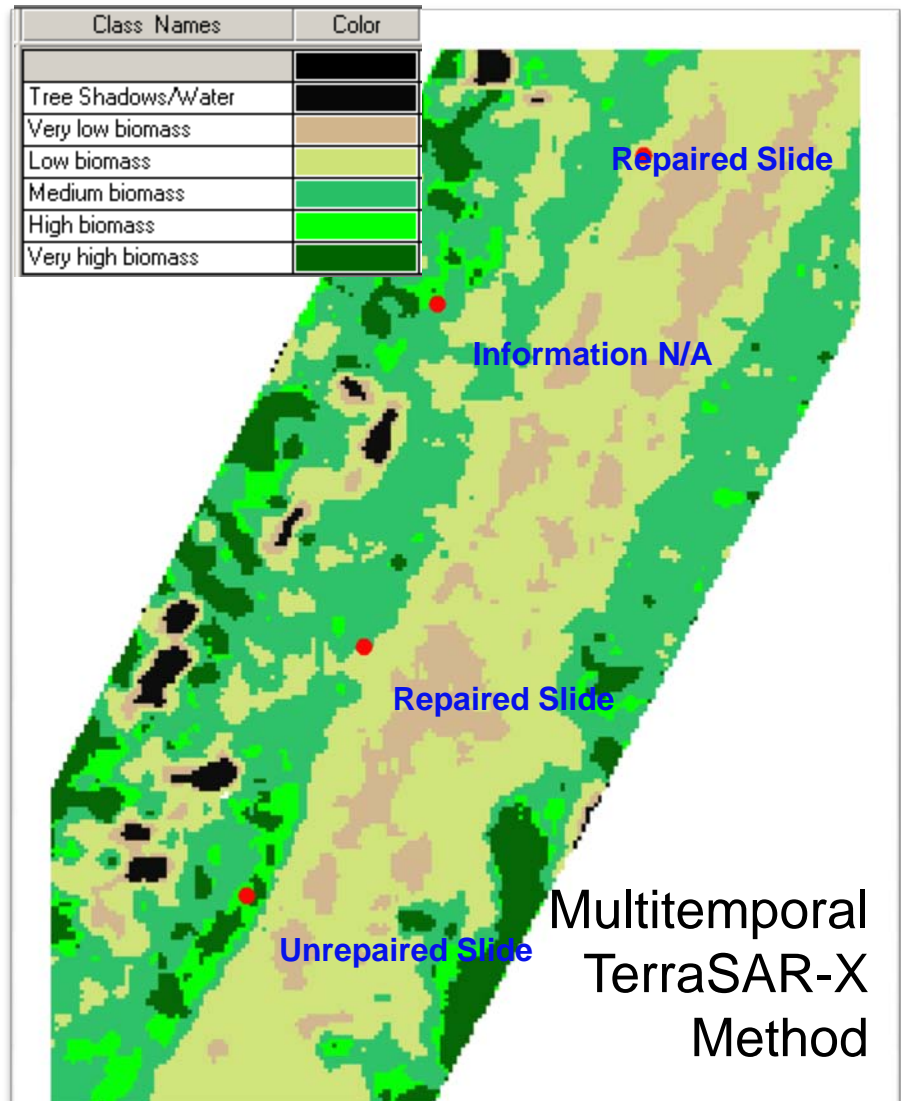 Class Names Color
Tree Shadows/Water
Very low biomass
Low biomass
Medium biomass
High biomass
Very high biomass
Repaired Slide
Information N/A
Repaired Slide
Unrepaired Slide
Multitemporal
TerraSAR-X
Method